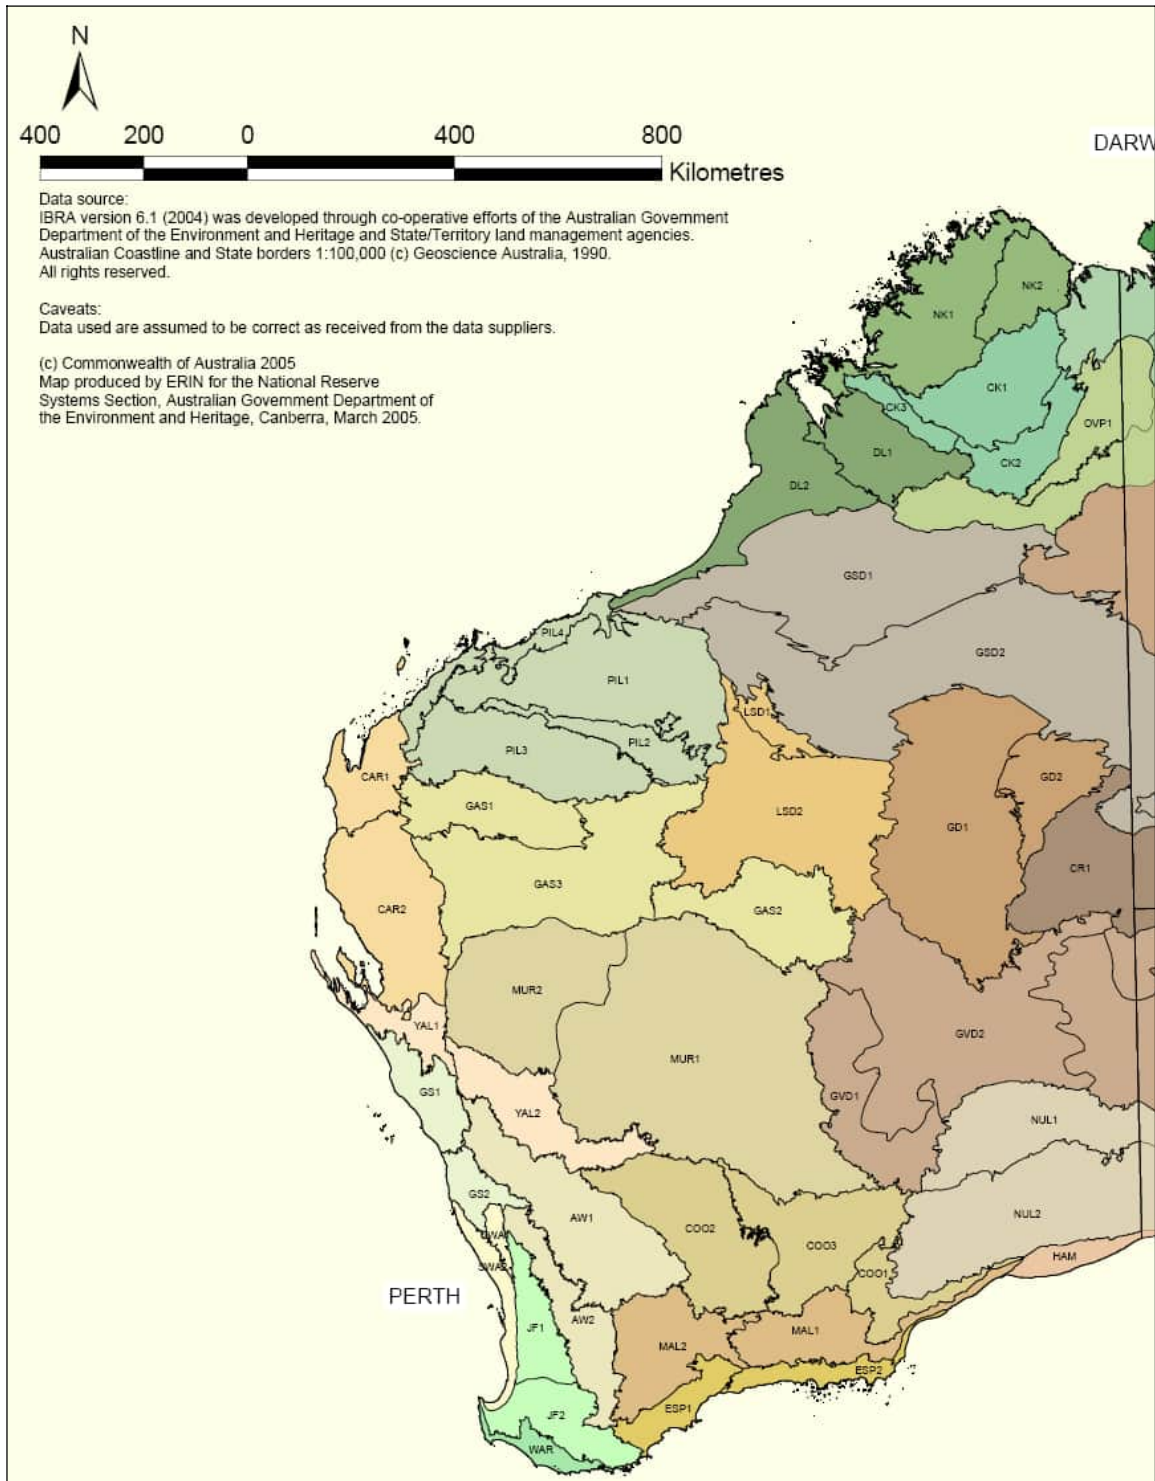 N
400 200 0 400 800
Kilometres
DARW
Data source:
IBRA version 6.1 (2004) was developed through co-operative efforts of the Australian Government
Department of the Environment and Heritage and State/Territory land management agencies.
Australian Coastline and State borders 1:100,000 (c) Geoscience Australia, 1990.
All rights reserved.
Caveats:
Data used are assumed to be correct as received from the data suppliers.
(c) Commonwealth of Australia 2005
Map produced by ERIN for the National Reserve
Systems Section, Australian Government Department of
the Environment and Heritage, Canberra, March 2005.
NK2
NK1
CK1
CK3
OVP1
DL1
CK2
DL2
GSD1
PIL4
GSD2
PIL1
LSD1
PIL2
PIL3
CAR1
GD2
GAS1
LSD2
GD1
CR1
GAS3
CAR2
GAS2
MUR2
YAL1
GVD2
MUR1
GS1
GVD1
YAL2
NUL1
GS2
NUL2
AW1
COO2
COO3
HAM
SWA2
COO1
PERTH
AW2
JF1
MAL1
MAL2
ESP2
ESP1
JF2
WAR